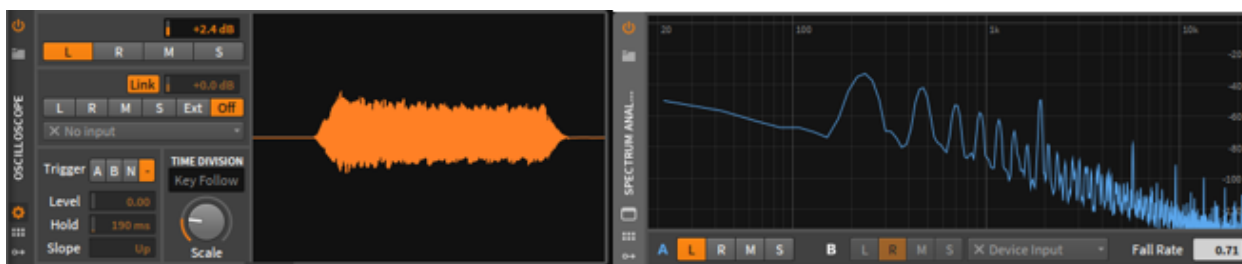 OSCILLOSCOPE
+2.4 dB
L R M S
Link +0.0 dB
L R M S Ext Off
× No input
Trigger A B N -
Level 0.00
Hold 190 ms
Slope Up
TIME DIVISION
Key Follow
Scale
SPECTRUM ANAL...
20 100 1k 10k
-20
-40
-60
-80
-100
A L R M S B L R M S × Device Input Fall Rate 0.71